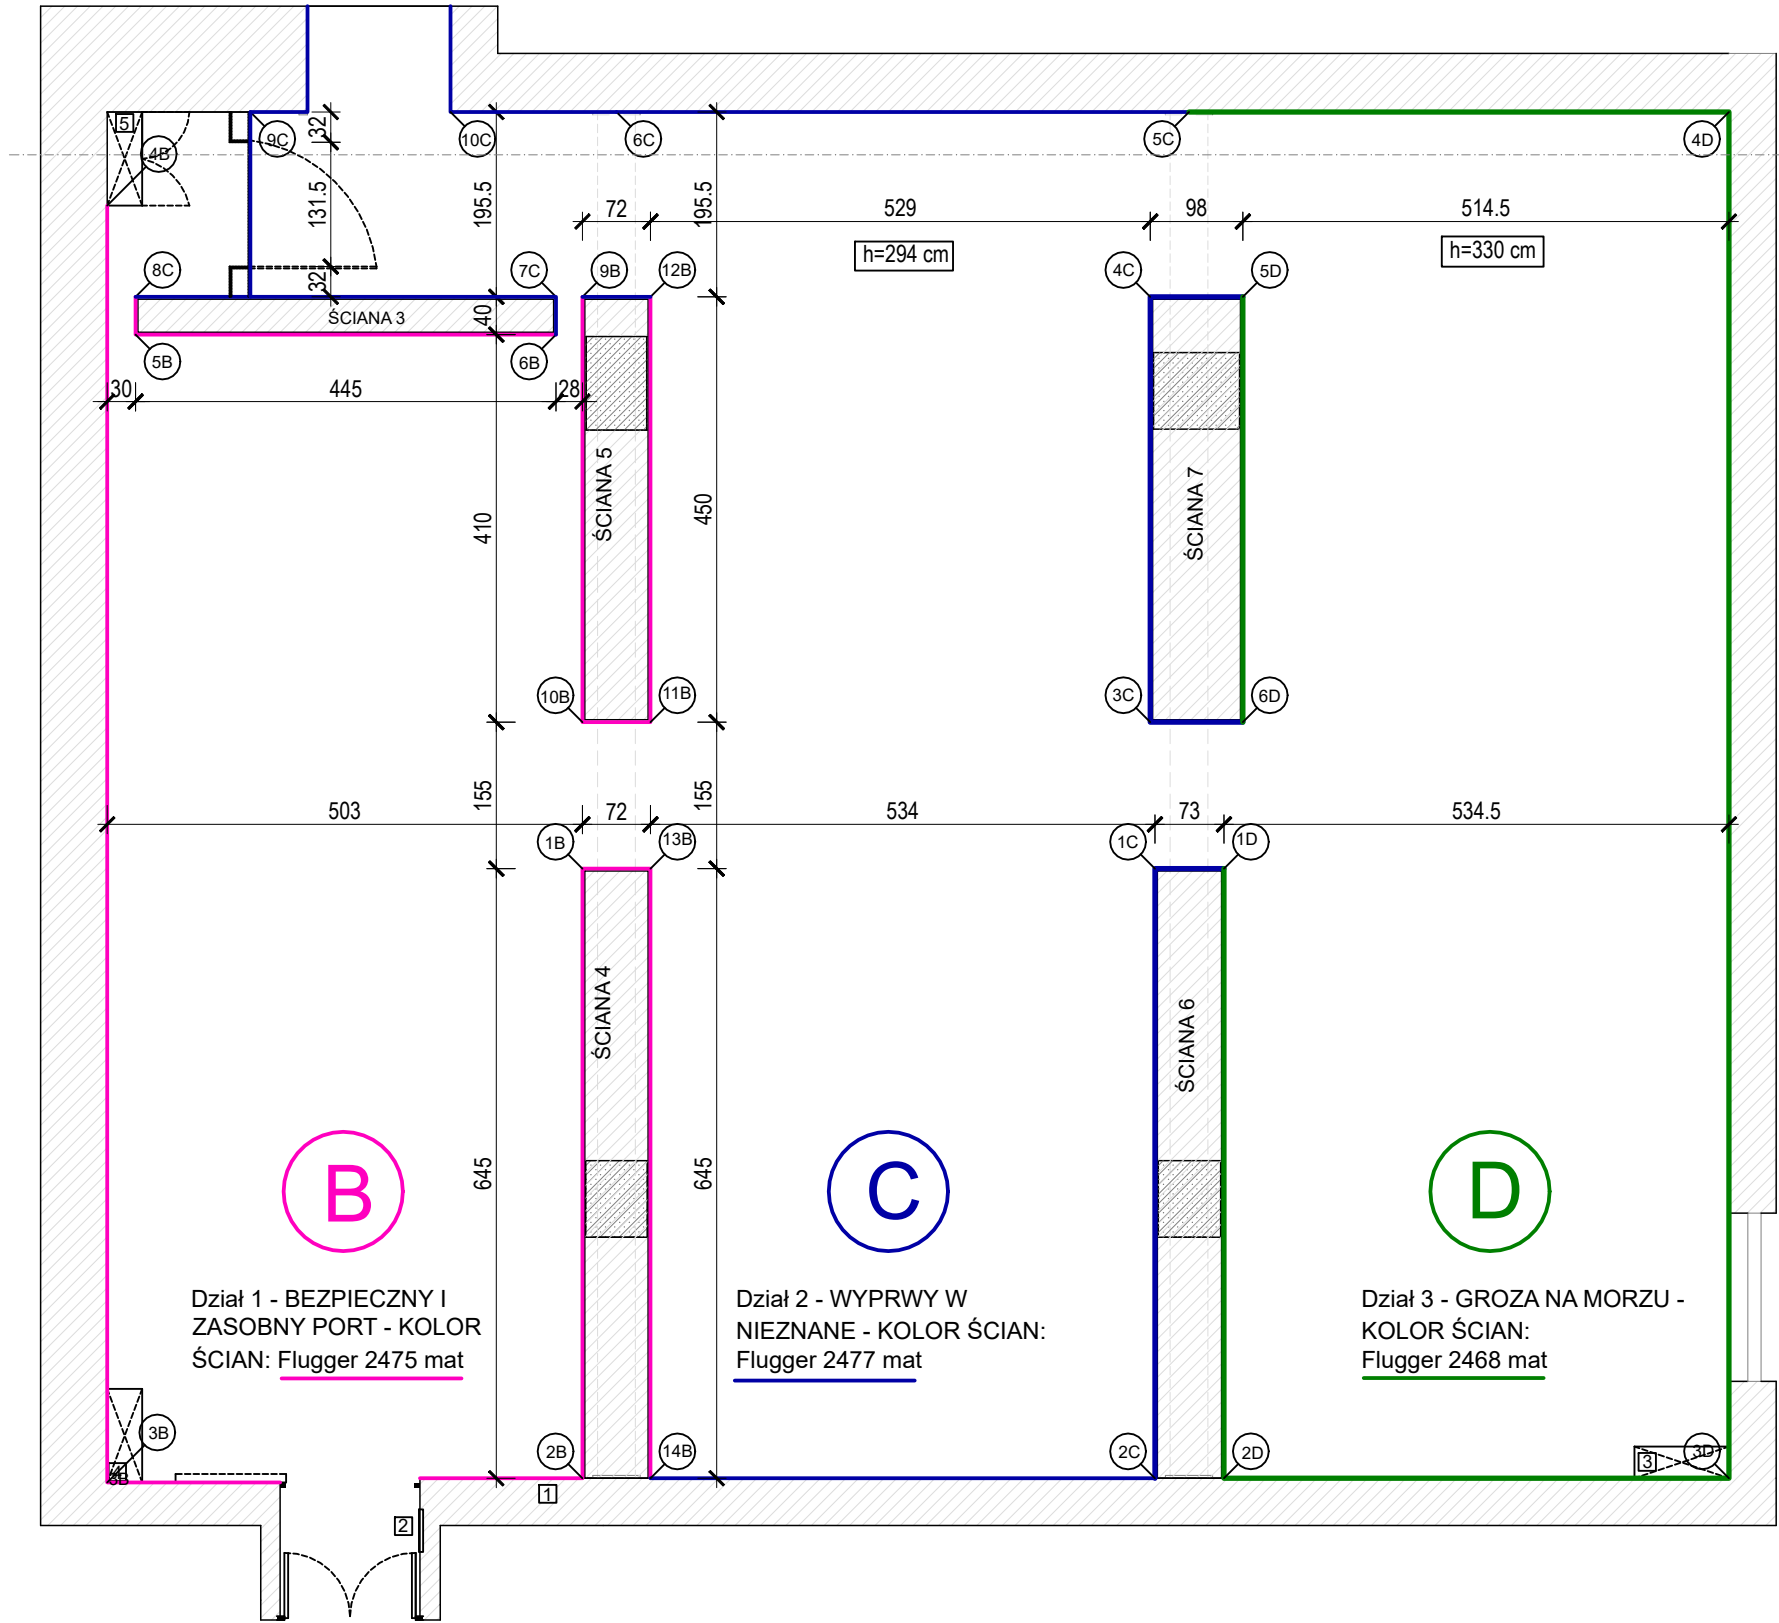 5
4B
9C
32
10C
6C
5C
4D
131.5
195.5
195.5
72
529
98
514.5
h=294 cm
h=330 cm
8C
32
7C
9B
12B
4C
5D
ŚCIANA 3
40
5B
6B
30
445
28
ŚCIANA 5
410
450
ŚCIANA 7
10B
11B
3C
6D
155
155
503
72
534
73
534.5
1B
13B
1C
1D
ŚCIANA 4
ŚCIANA 6
645
645
B
C
D
Dział 1 - BEZPIECZNY I
ZASOBNY PORT - KOLOR
ŚCIAN: Flugger 2475 mat
Dział 2 - WYPRWY W
NIEZNANE - KOLOR ŚCIAN:
Flugger 2477 mat
Dział 3 - GROZA NA MORZU -
KOLOR ŚCIAN:
Flugger 2468 mat
3B
2B
14B
2C
2D
3D
4
3B
3
1
2